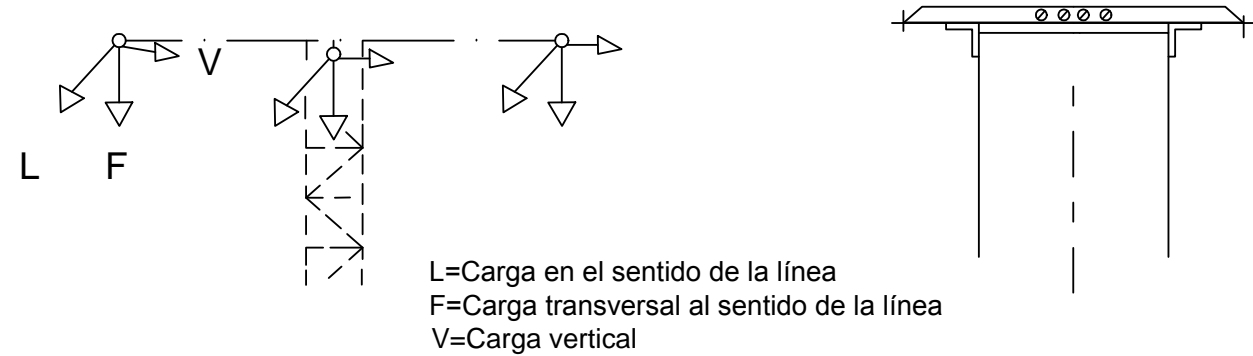 V
L F
L=Carga en el sentido de la línea
F=Carga transversal al sentido de la línea
V=Carga vertical